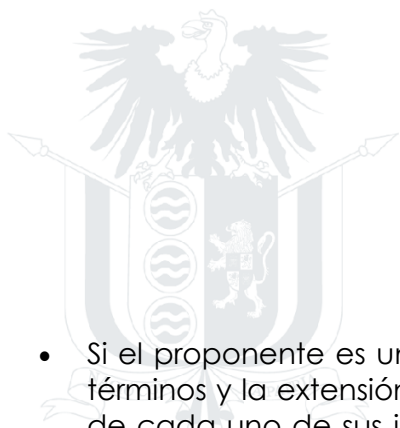 • Si el proponente es un
términos y la extensión
de cada uno de sus i